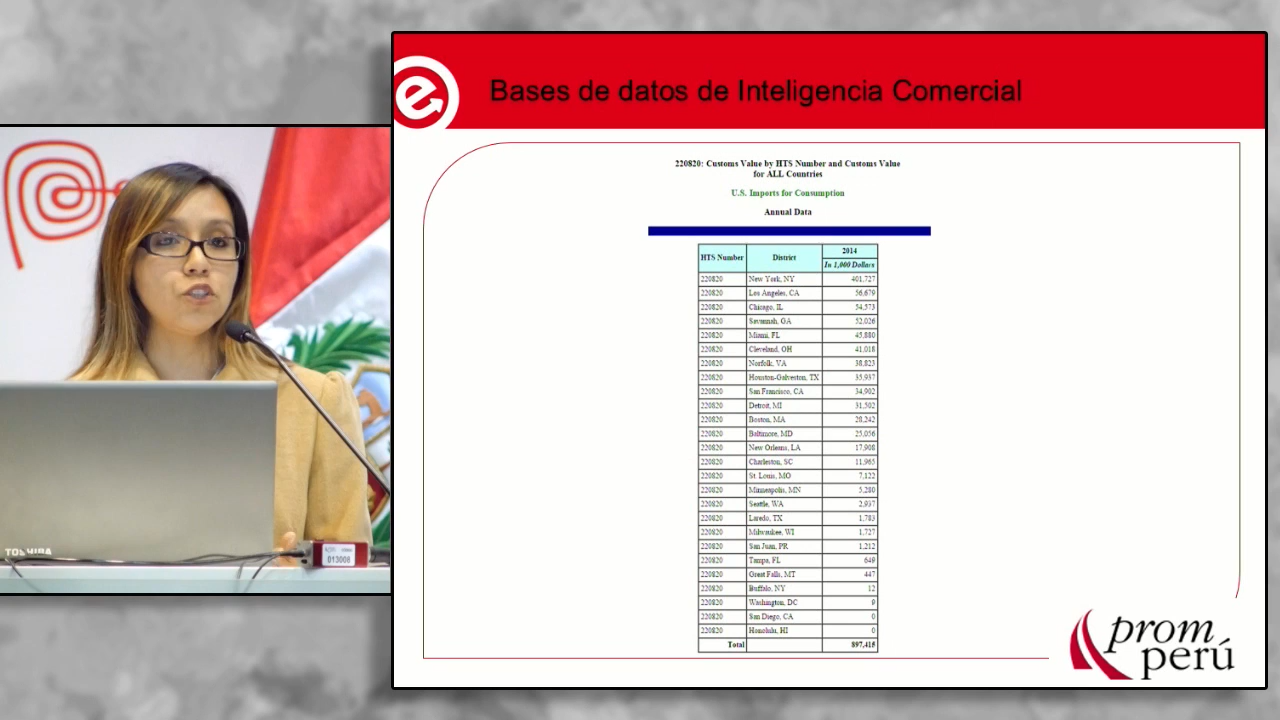 Bases de datos de Inteligencia Comercial
220820: Customs Value by HTS Number and Customs Value
for ALL Countries
U.S. Imports for Consumption
Annual Data
HTS Number District 2014
In 1,000 Dollars
220820 New York, NY 401,727
220820 Los Angeles, CA 56,679
220820 Chicago, IL 54,573
220820 Savannah, GA 52,026
220820 Miami, FL 45,880
220820 Cleveland, OH 41,018
220820 Norfolk, VA 38,823
220820 Houston-Galveston, TX 35,937
220820 San Francisco, CA 34,902
220820 Detroit, MI 31,502
220820 Boston, MA 28,242
220820 Baltimore, MD 25,056
220820 New Orleans, LA 17,908
220820 Charleston, SC 11,965
220820 St. Louis, MO 7,122
220820 Minneapolis, MN 5,280
220820 Seattle, WA 2,937
220820 Laredo, TX 1,783
220820 Milwaukee, WI 1,727
220820 San Juan, PR 1,212
220820 Tampa, FL 649
220820 Great Falls, MT 447
220820 Buffalo, NY 12
220820 Washington, DC 9
220820 San Diego, CA 0
220820 Honolulu, HI 0
Total 897,415
prom
perú
TOSHIBA
013008